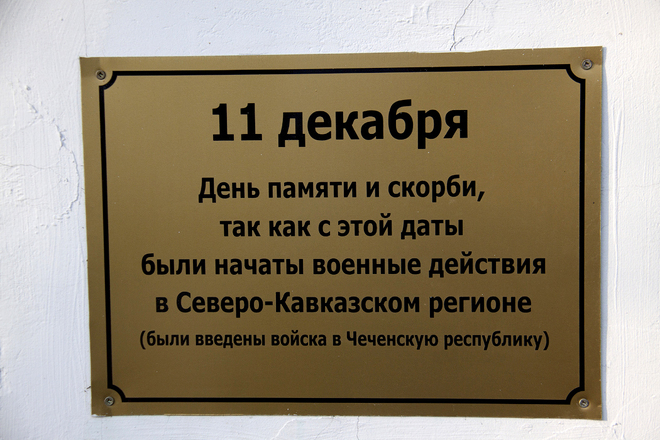 11 декабря
День памяти и скорби,
так как с этой даты
были начаты военные действия
в Северо-Кавказском регионе
(были введены войска в Чеченскую республику)